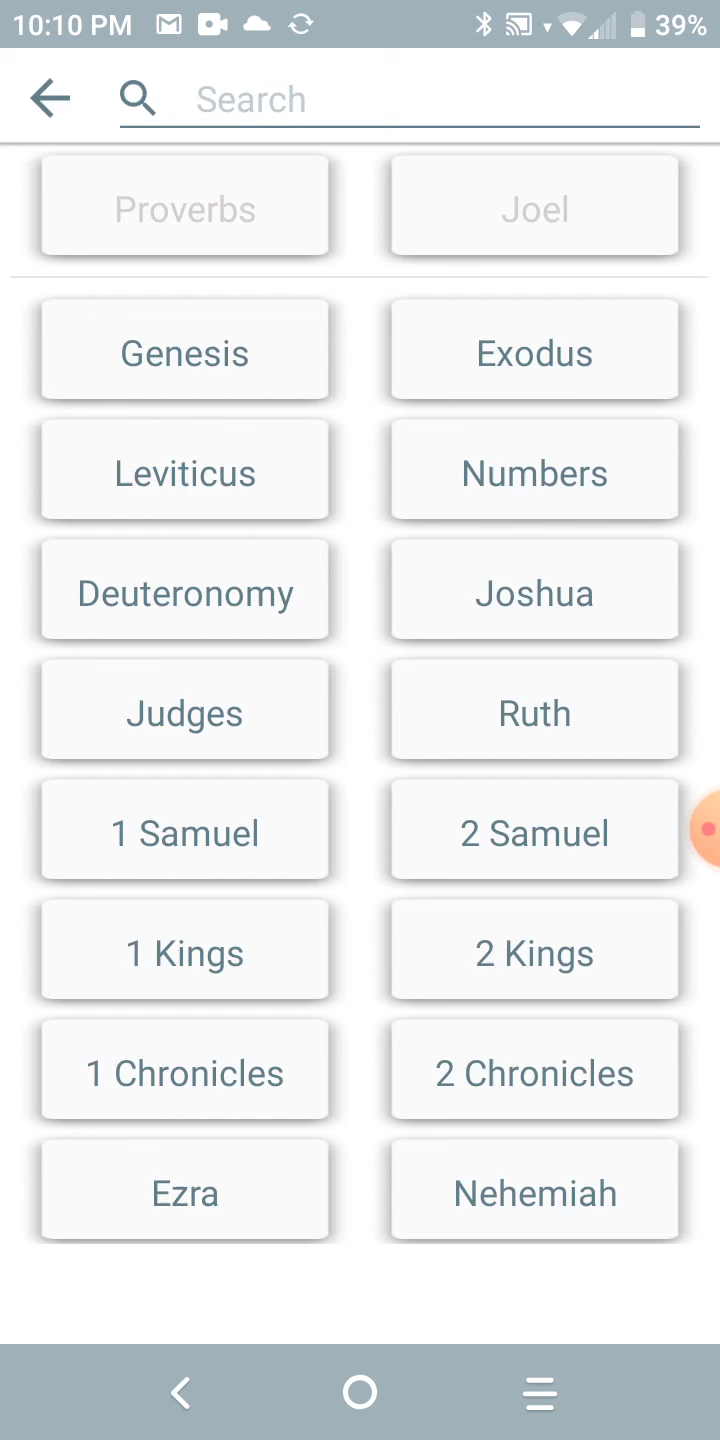 10:10 PM 39%
Search
Proverbs Joel
Genesis Exodus
Leviticus Numbers
Deuteronomy Joshua
Judges Ruth
1 Samuel 2 Samuel
1 Kings 2 Kings
1 Chronicles 2 Chronicles
Ezra Nehemiah